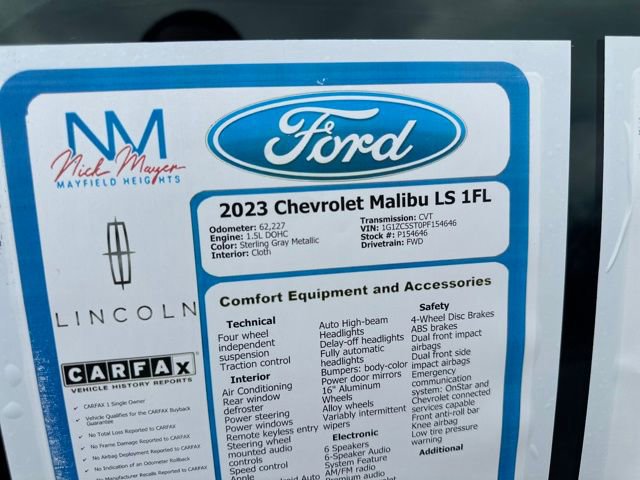 NM
Nick Mayer
MAYFIELD HEIGHTS
Ford
LINCOLN
CARFAX
VEHICLE HISTORY REPORTS
✓ CARFAX 1 Single Owner
✓ Vehicle Qualifies for the CARFAX Buyback
Guarantee
✓ No Total Loss Reported to CARFAX
✓ No Frame Damage Reported to CARFAX
✓ No Airbag Deployment Reported to CARFAX
✓ No Indication of an Odometer Rollback
✓ No Manufacturer Recalls Reported to CARFAX
2023 Chevrolet Malibu LS 1FL
Odometer: 62,227
Engine: 1.5L DOHC
Color: Sterling Gray Metallic
Interior: Cloth
Transmission: CVT
VIN: 1G1ZC5ST0PF154646
Stock #: P154646
Drivetrain: FWD
Comfort Equipment and Accessories
Technical
Four wheel
independent
suspension
Traction control
Interior
Air Conditioning
Rear window
defroster
Power steering
Power windows
Remote keyless entry
Steering wheel
mounted audio
controls
Speed control
Apple
Auto High-beam
Headlights
Delay-off headlights
Fully automatic
headlights
Bumpers: body-color
Power door mirrors
16" Aluminum
Wheels
Alloy wheels
Variably intermittent
wipers
Electronic
6 Speakers
6-Speaker Audio
System Feature
AM/FM radio
Premium audio
Safety
4-Wheel Disc Brakes
ABS brakes
Dual front impact
airbags
Dual front side
impact airbags
Emergency
communication
system: OnStar and
Chevrolet connected
services capable
Front anti-roll bar
Knee airbag
Low tire pressure
warning
Additional